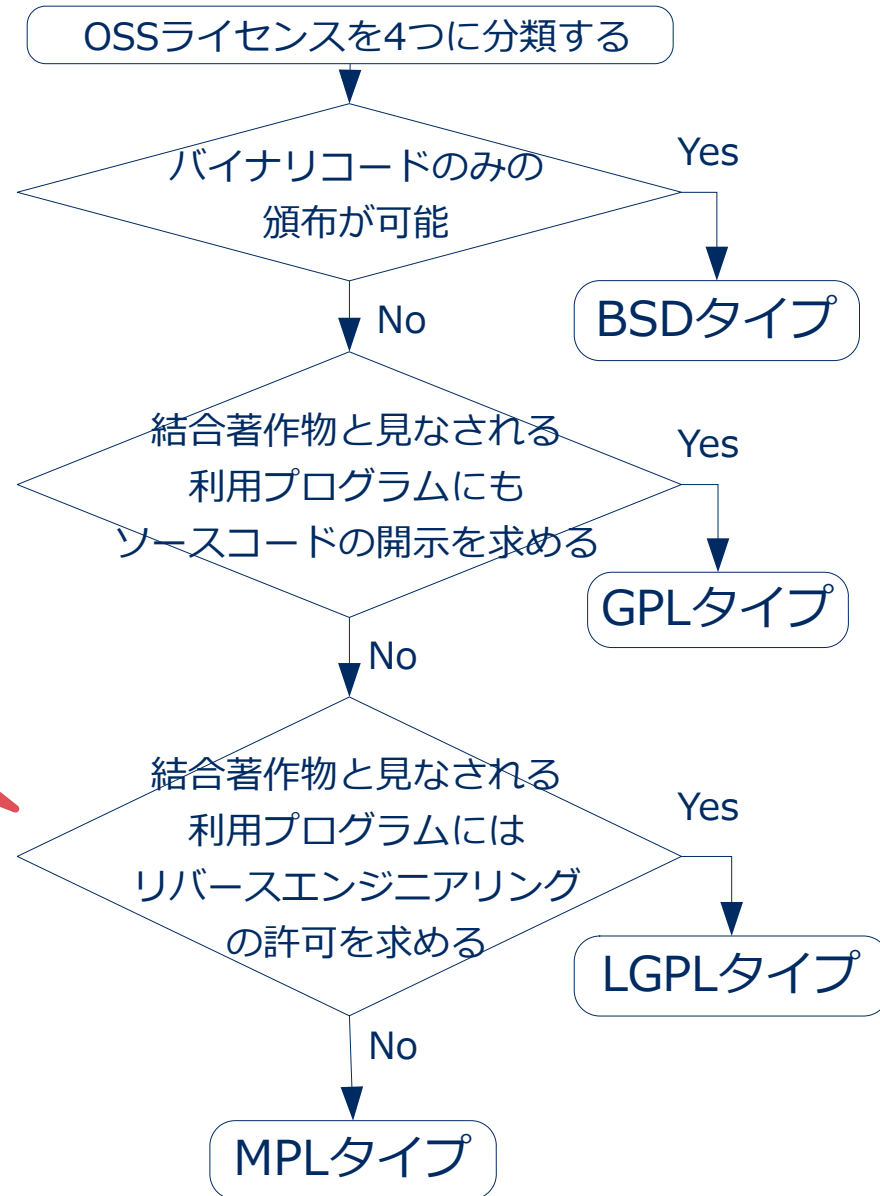 OSSライセンスを4つに分類する
バイナリコードのみの
頒布が可能
Yes
BSDタイプ
No
結合著作物と見なされる
利用プログラムにも
ソースコードの開示を求める
Yes
GPLタイプ
No
結合著作物と見なされる
利用プログラムには
リバースエンジニアリング
の許可を求める
Yes
LGPLタイプ
No
MPLタイプ